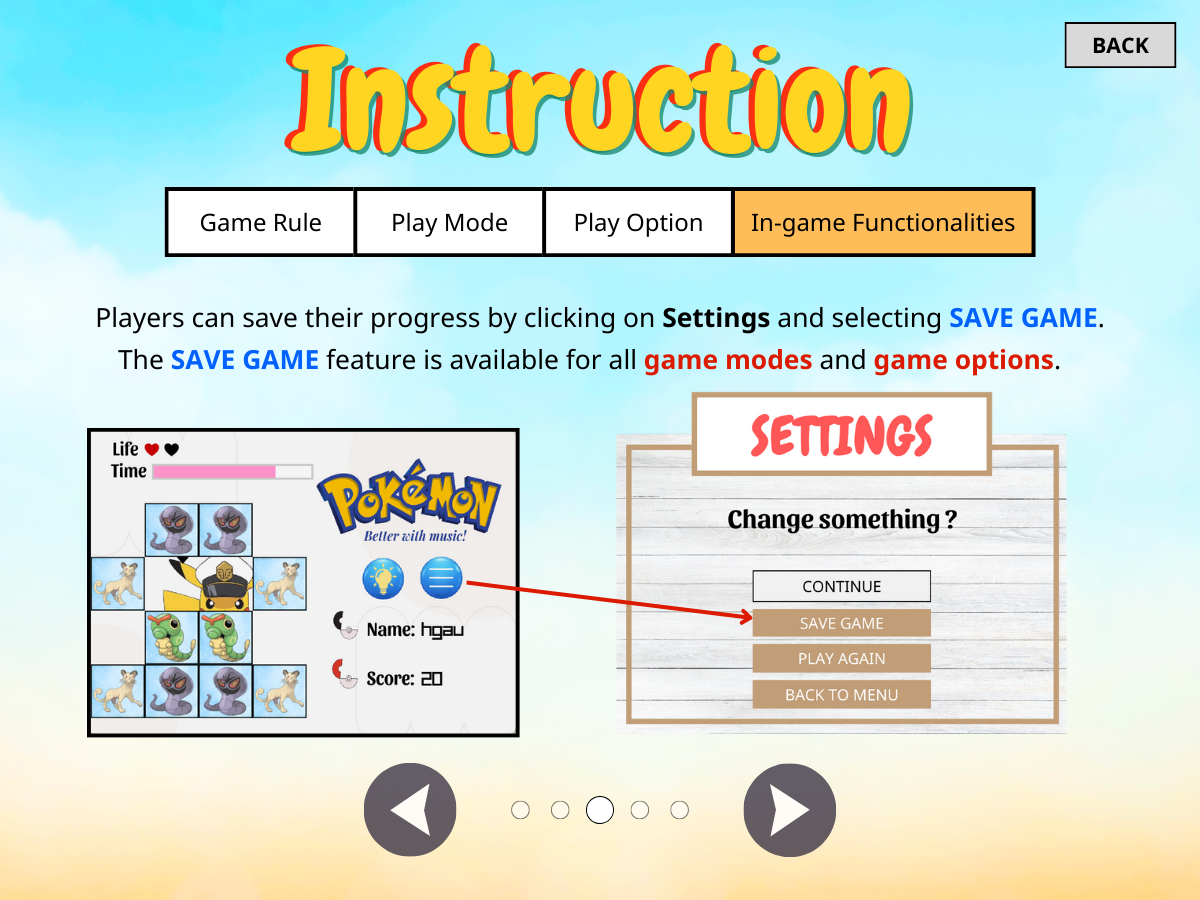 BACK
Instruction
Game Rule
Play Mode
Play Option
In-game Functionalities
Players can save their progress by clicking on Settings and selecting SAVE GAME.
The SAVE GAME feature is available for all game modes and game options.
Life
Time
POKéMON
Better with music!
Name: hgau
Score: 20
SETTINGS
Change something ?
CONTINUE
SAVE GAME
PLAY AGAIN
BACK TO MENU